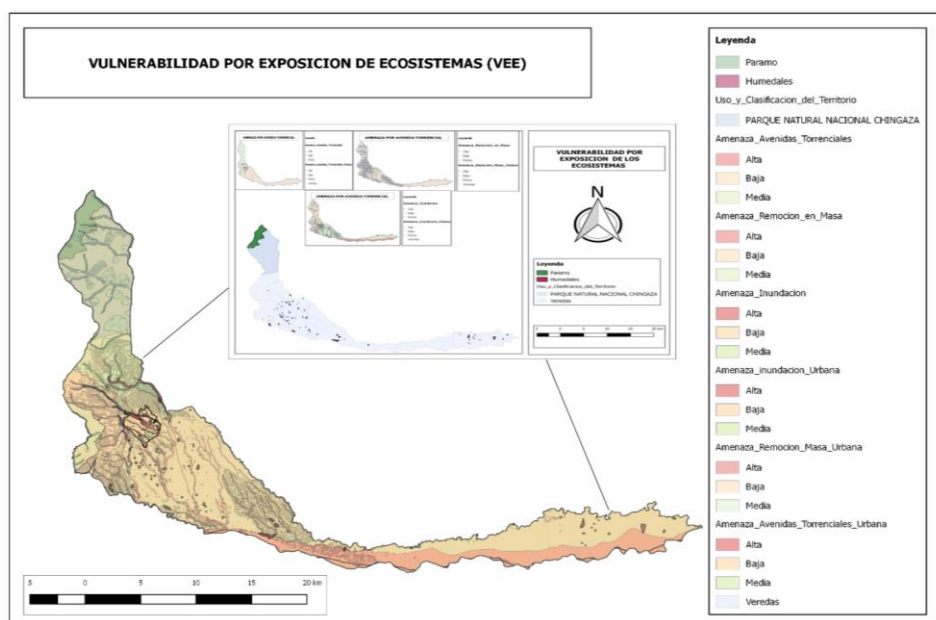 VULNERABILIDAD POR EXPOSICION DE ECOSISTEMAS (VEE)
AMENAZA POR AVENIDA TORRENCIAL
VULNERABILIDAD POR
EXPOSICION DE LOS
ECOSISTEMAS
N
Leyenda
Paramo
Humedales
Uso_y_Clasificacion_del_Territorio
PARQUE NATURAL NACIONAL CHINGAZA
Veredas
5 0 5 10 15 20 km
Leyenda
Paramo
Humedales
Uso_y_Clasificacion_del_Territorio
PARQUE NATURAL NACIONAL CHINGAZA
Amenaza_Avenidas_Torrenciales
Alta
Baja
Media
Amenaza_Remocion_en_Masa
Alta
Baja
Media
Amenaza_Inundacion
Alta
Baja
Media
Amenaza_inundacion_Urbana
Alta
Baja
Media
Amenaza_Remocion_Masa_Urbana
Alta
Baja
Media
Amenaza_Avenidas_Torrenciales_Urbana
Alta
Baja
Media
Veredas